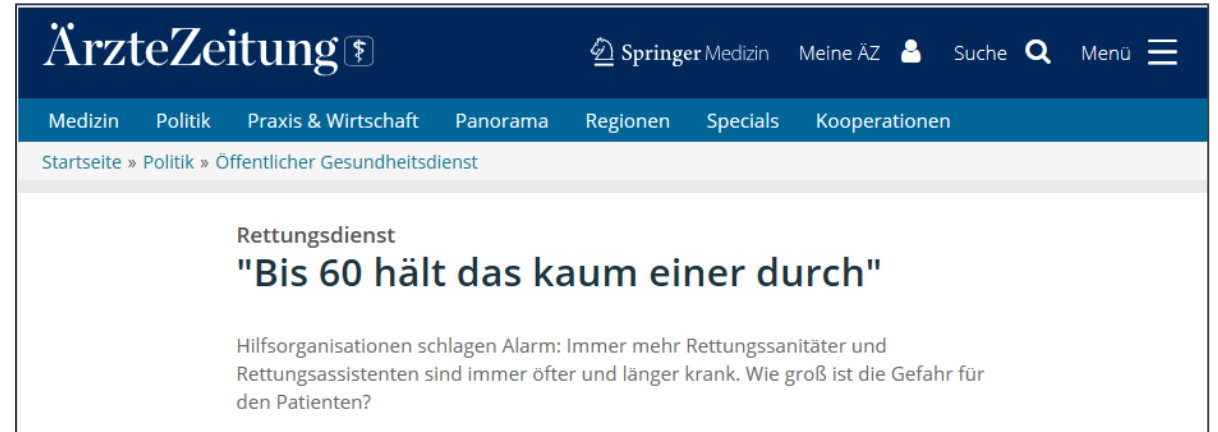 ÄrzteZeitung
Springer Medizin Meine ÄZ Suche Menü
Medizin Politik Praxis & Wirtschaft Panorama Regionen Specials Kooperationen
Startseite » Politik » Öffentlicher Gesundheitsdienst
Rettungsdienst
"Bis 60 hält das kaum einer durch"
Hilfsorganisationen schlagen Alarm: Immer mehr Rettungssanitäter und
Rettungsassistenten sind immer öfter und länger krank. Wie groß ist die Gefahr für
den Patienten?